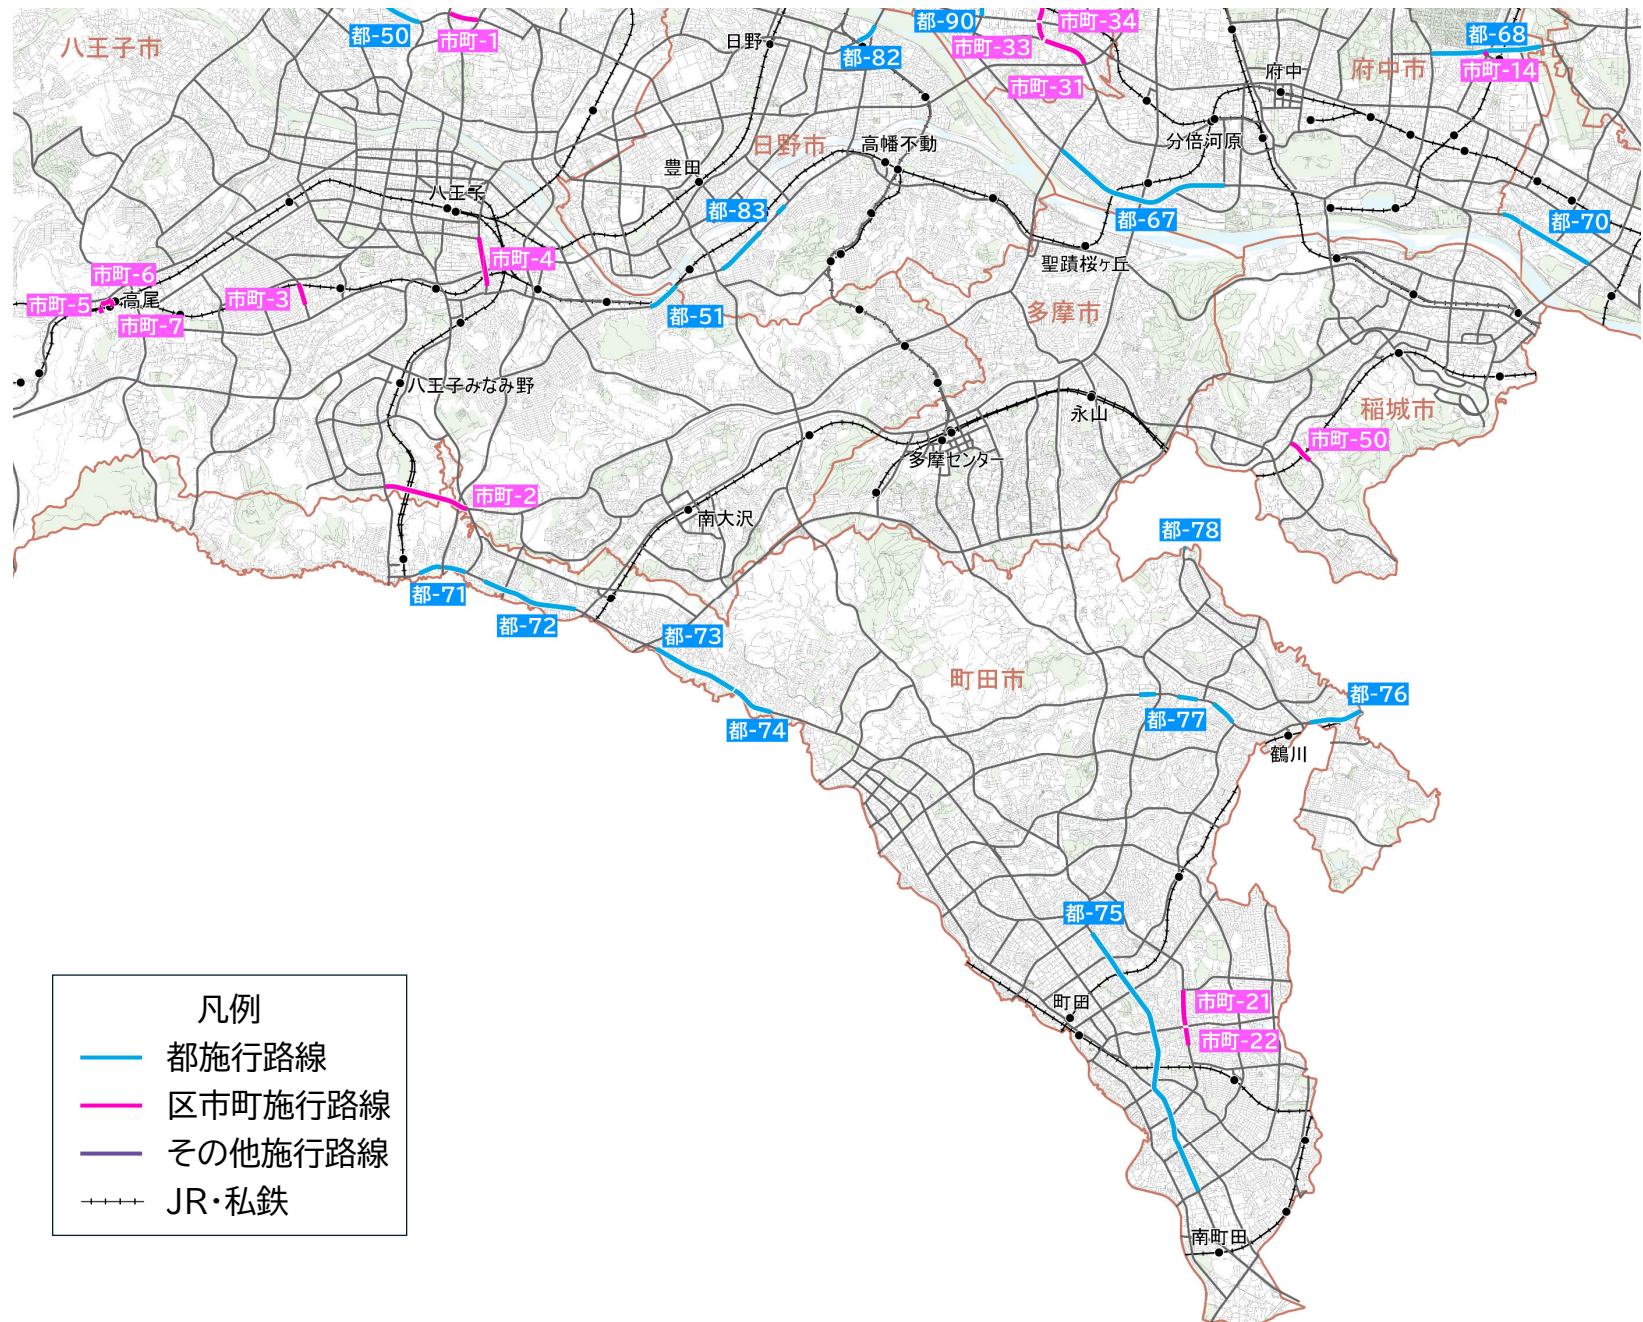 都-50
市町-1
八王子市
日野
都-82
都-90
市町-34
市町-33
市町-31
府中
府中市
都-68
市町-14
日野市
高幡不動
分倍河原
豊田
八王子
都-83
都-67
都-70
市町-6
市町-4
聖蹟桜ヶ丘
市町-5
高尾
市町-3
市町-7
都-51
多摩市
八王子みなみ野
永山
稲城市
市町-50
多摩センター
市町-2
南大沢
都-78
都-71
都-72
都-73
町田市
都-76
都-77
都-74
鶴川
都-75
町田
市町-21
市町-22
南町田
凡例
都施行路線
区市町施行路線
その他施行路線
JR・私鉄